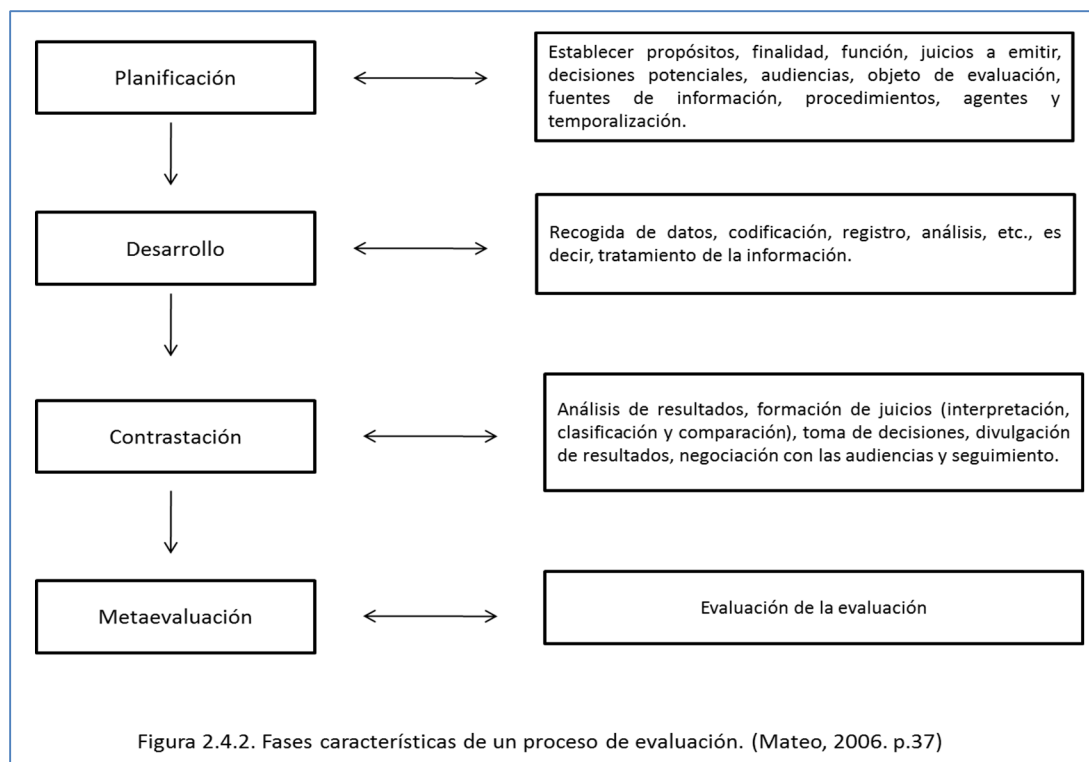 Planificación
Establecer propósitos, finalidad, función, juicios a emitir,
decisiones potenciales, audiencias, objeto de evaluación,
fuentes de información, procedimientos, agentes y
temporalización.
Desarrollo
Recogida de datos, codificación, registro, análisis, etc., es
decir, tratamiento de la información.
Contrastación
Análisis de resultados, formación de juicios (interpretación,
clasificación y comparación), toma de decisiones, divulgación
de resultados, negociación con las audiencias y seguimiento.
Metaevaluación
Evaluación de la evaluación
Figura 2.4.2. Fases características de un proceso de evaluación. (Mateo, 2006. p.37)